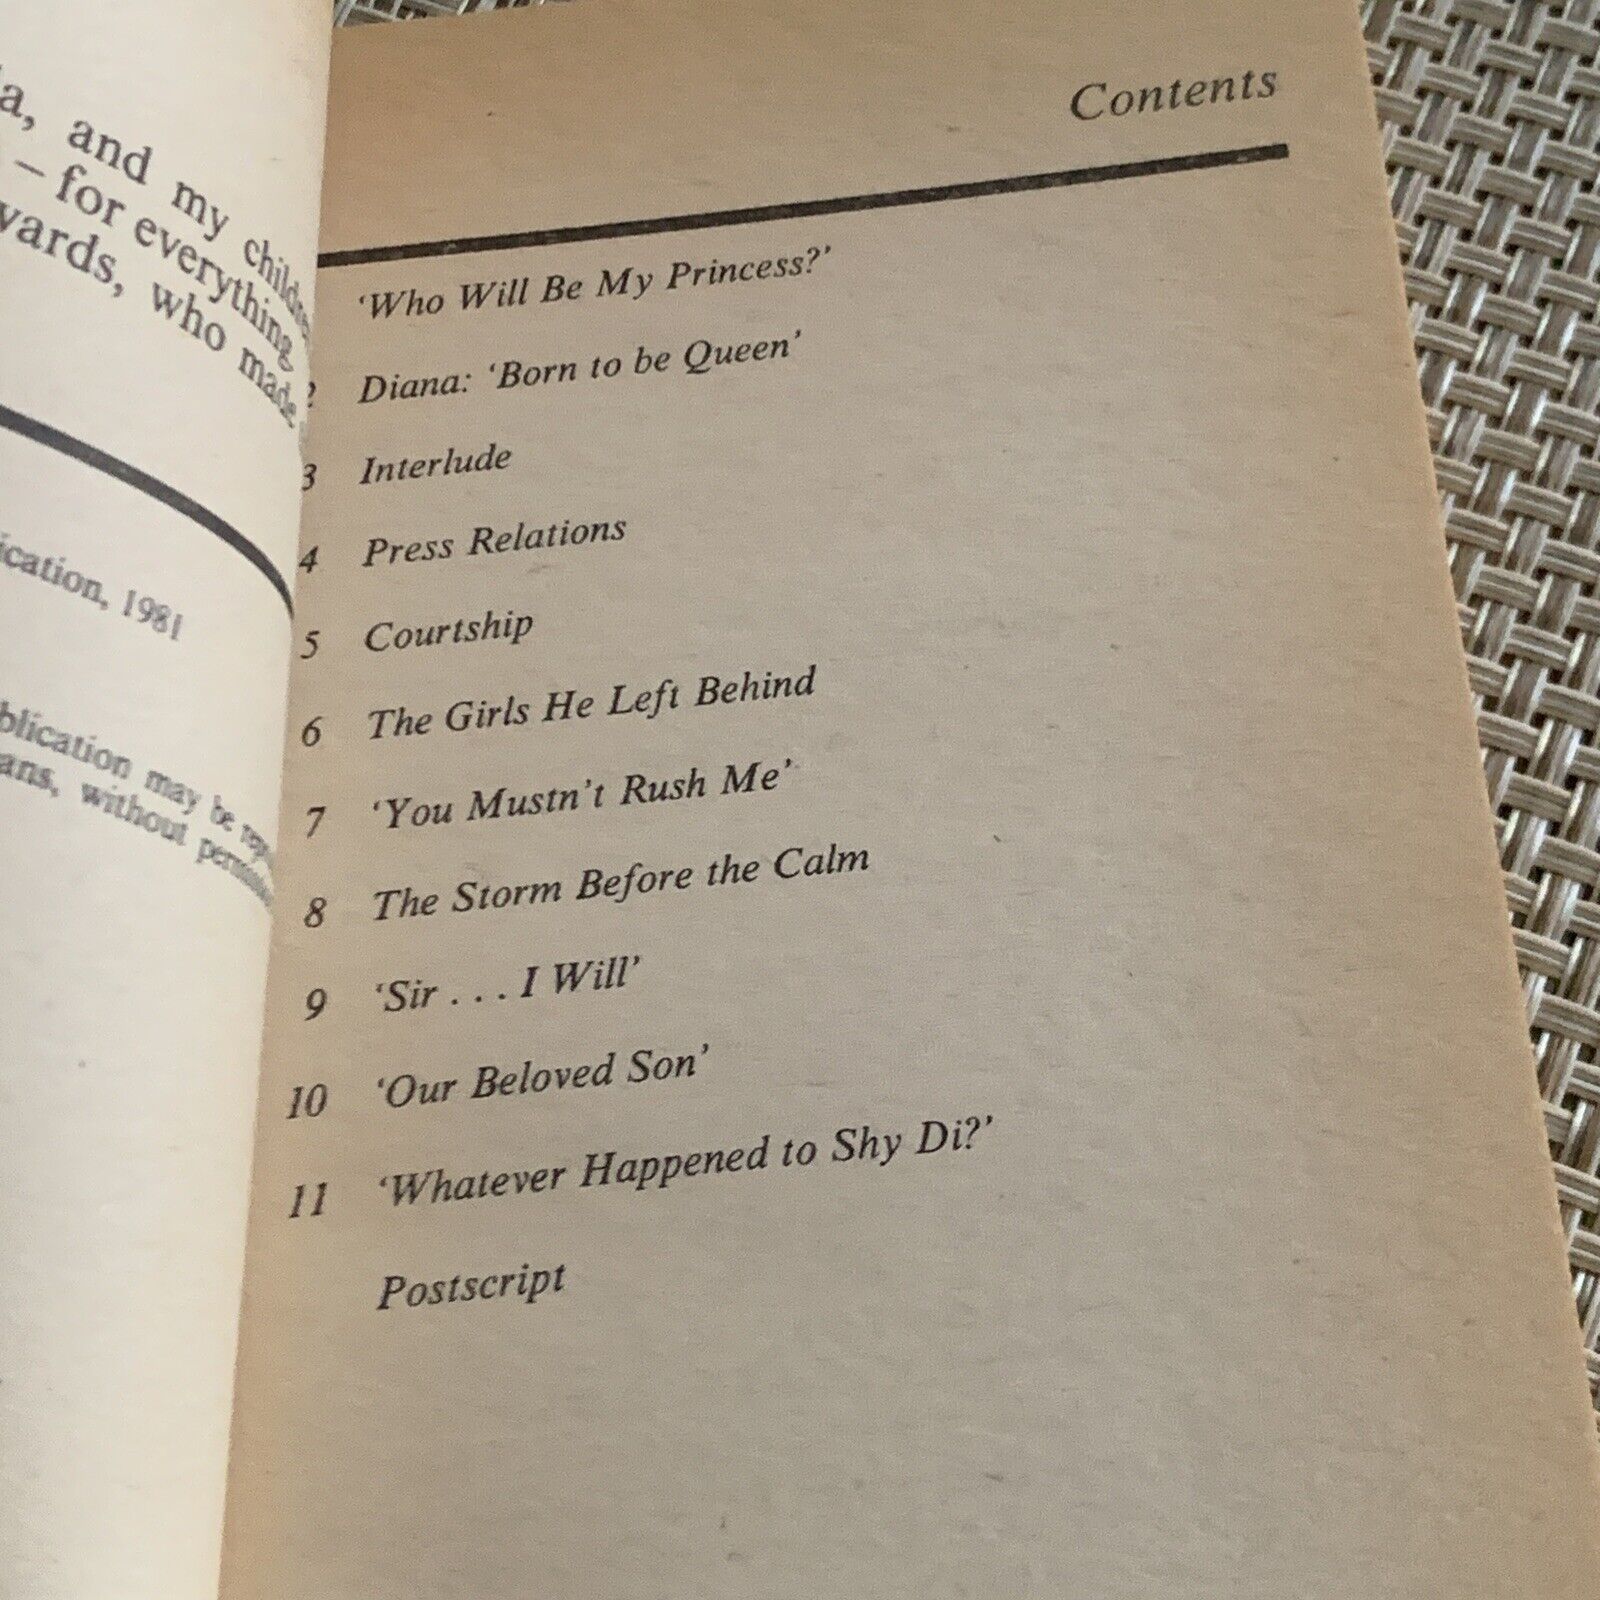 a, and my
– for everything
wards, who made
ication, 1981
blication may be
ans, without
Contents
‘Who Will Be My Princess?’
2 Diana: ‘Born to be Queen’
3 Interlude
4 Press Relations
5 Courtship
6 The Girls He Left Behind
7 ‘You Mustn’t Rush Me’
8 The Storm Before the Calm
9 ‘Sir . . . I Will’
10 ‘Our Beloved Son’
11 ‘Whatever Happened to Shy Di?’
Postscript